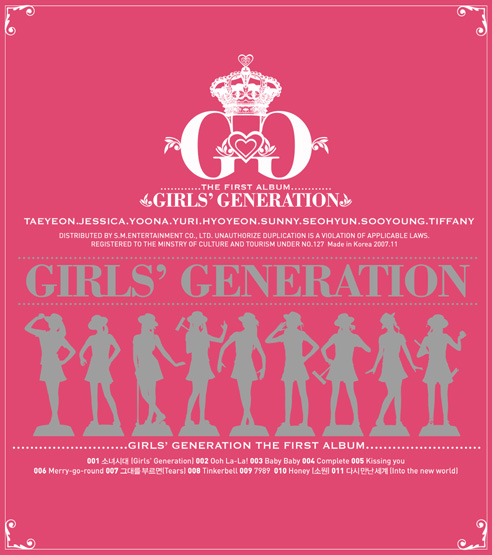 GG
............THE FIRST ALBUM............
GIRLS' GENERATION
TAEYEON.JESSICA.YOONA.YURI.HYOYEON.SUNNY.SEOHYUN.SOOYOUNG.TIFFANY
DISTRIBUTED BY S.M.ENTERTAINMENT CO., LTD. UNAUTHORIZE DUPLICATION IS A VIOLATION OF APPLICABLE LAWS.
REGISTERED TO THE MINSTRY OF CULTURE AND TOURISM UNDER NO.127 Made in Korea 2007.11
GIRLS' GENERATION
........................GIRLS' GENERATION THE FIRST ALBUM........................
001 소녀시대 (Girls' Generation) 002 Ooh La-La! 003 Baby Baby 004 Complete 005 Kissing you
006 Merry-go-round 007 그대를 부르면(Tears) 008 Tinkerbell 009 7989 010 Honey (소원) 011 다시 만난 세계 (Into the new world)